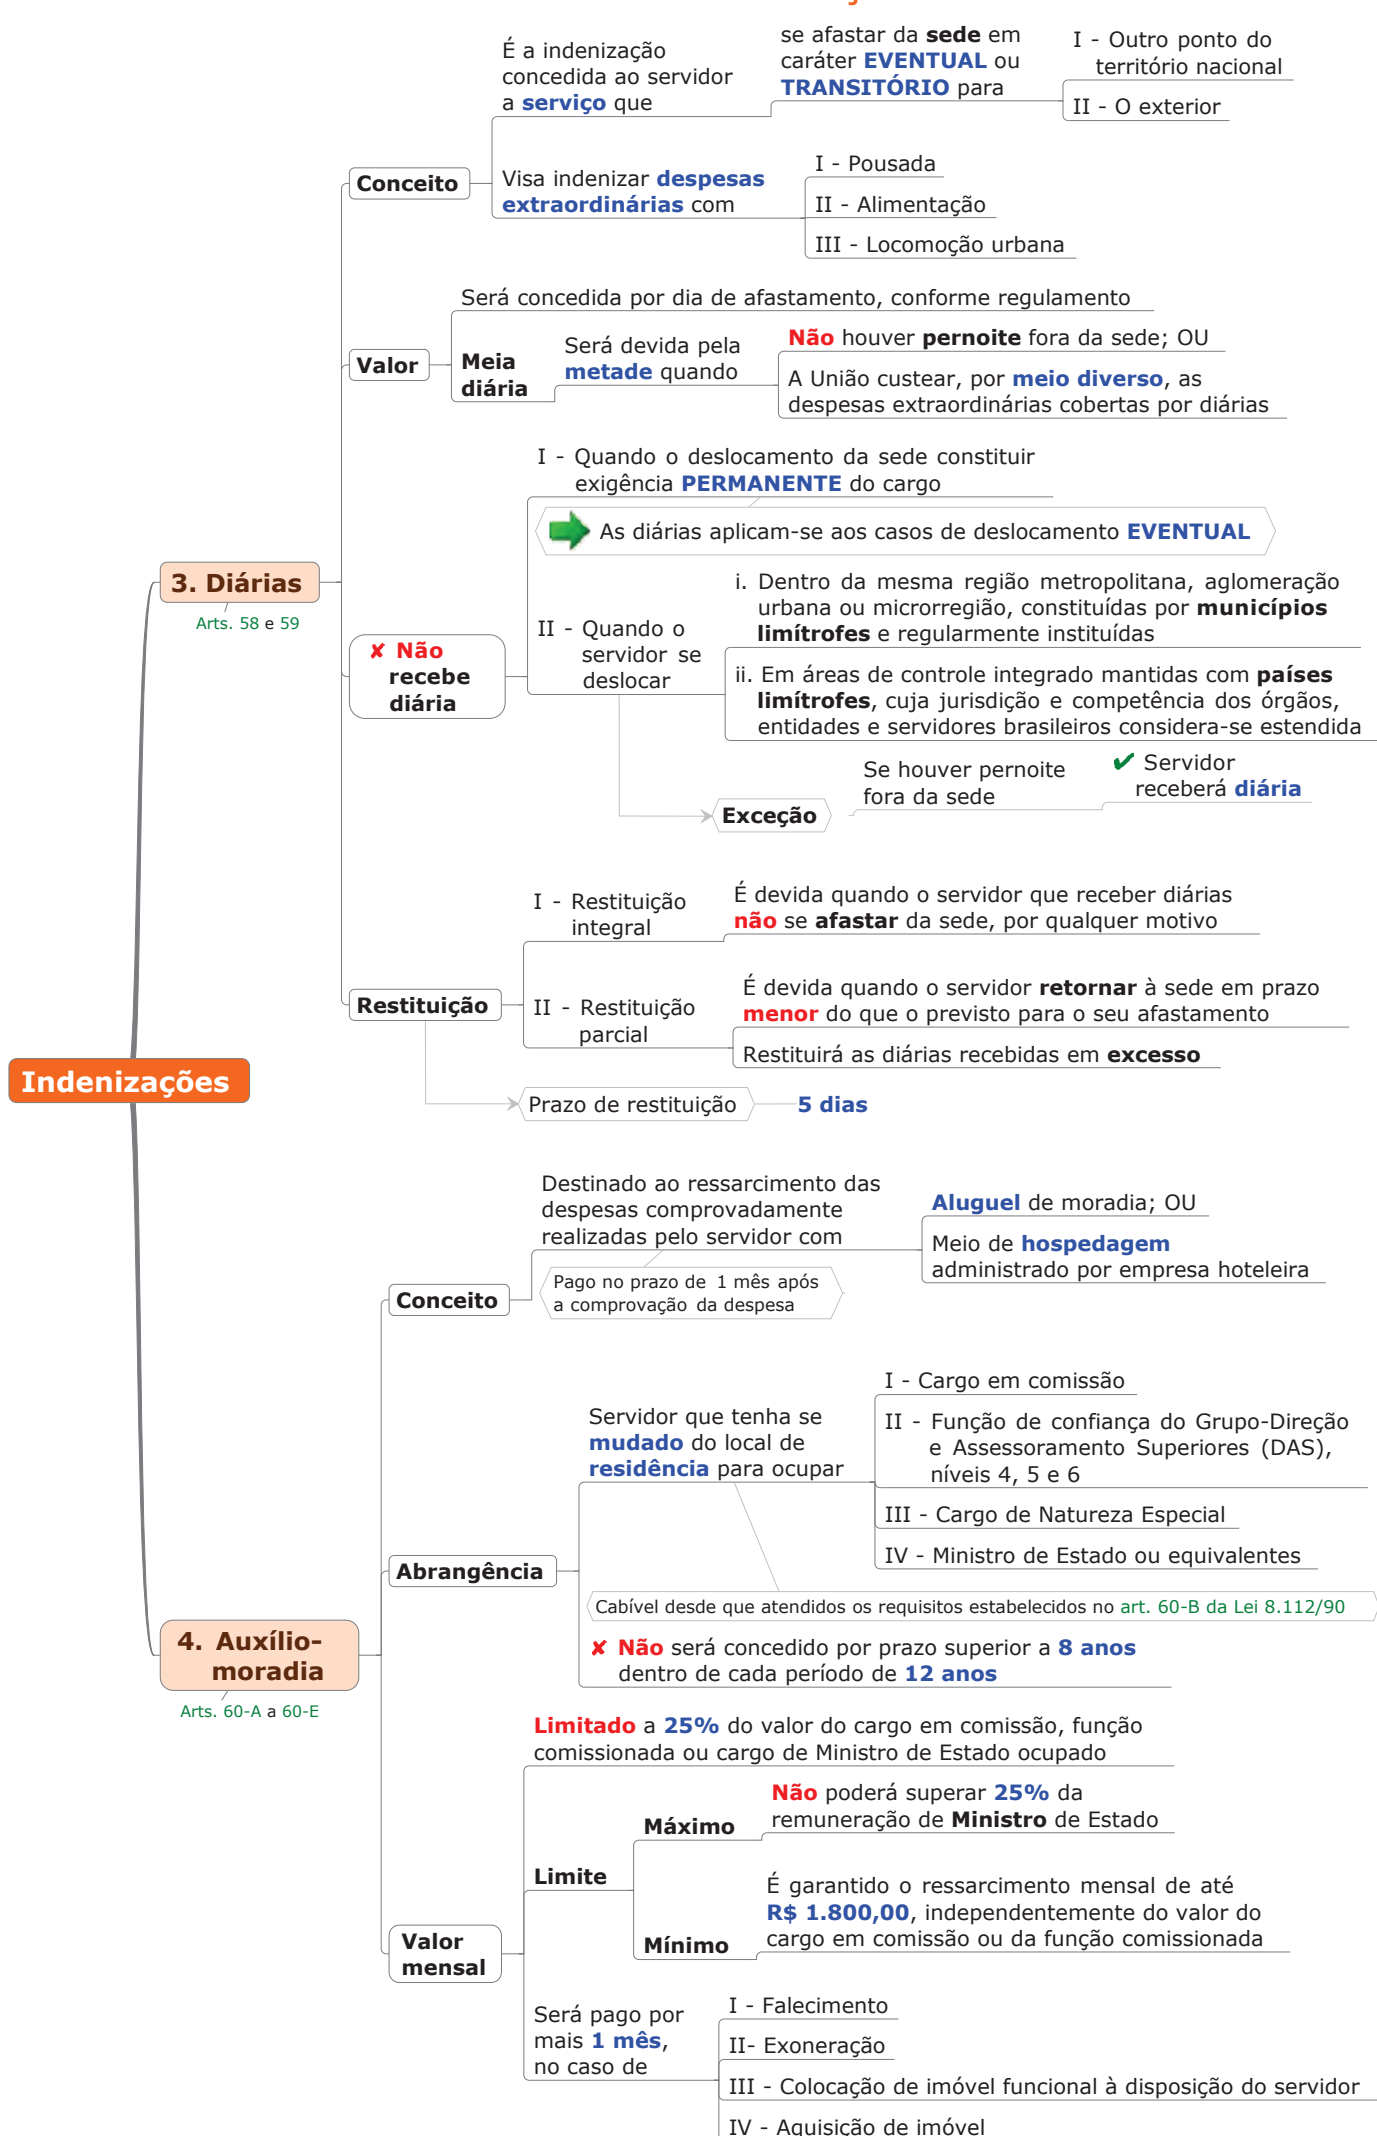 É a indenização
concedida ao servidor
a serviço que
se afastar da sede em
caráter EVENTUAL ou
TRANSITÓRIO para
I - Outro ponto do
território nacional
II - O exterior
Conceito
Visa indenizar despesas
extraordinárias com
I - Pousada
II - Alimentação
III - Locomoção urbana
Será concedida por dia de afastamento, conforme regulamento
Valor
Meia
diária
Será devida pela
metade quando
Não houver pernoite fora da sede; OU
A União custear, por meio diverso, as
despesas extraordinárias cobertas por diárias
I - Quando o deslocamento da sede constituir
exigência PERMANENTE do cargo
As diárias aplicam-se aos casos de deslocamento EVENTUAL
3. Diárias
Arts. 58 e 59
✘ Não
recebe
diária
II - Quando o
servidor se
deslocar
i. Dentro da mesma região metropolitana, aglomeração
urbana ou microrregião, constituídas por municípios
limítrofes e regularmente instituídas
ii. Em áreas de controle integrado mantidas com países
limítrofes, cuja jurisdição e competência dos órgãos,
entidades e servidores brasileiros considera-se estendida
Exceção
Se houver pernoite
fora da sede
✔ Servidor
receberá diária
I - Restituição
integral
É devida quando o servidor que receber diárias
não se afastar da sede, por qualquer motivo
Restituição
II - Restituição
parcial
É devida quando o servidor retornar à sede em prazo
menor do que o previsto para o seu afastamento
Restituirá as diárias recebidas em excesso
Prazo de restituição
5 dias
Indenizações
Destinado ao ressarcimento das
despesas comprovadamente
realizadas pelo servidor com
Aluguel de moradia; OU
Meio de hospedagem
administrado por empresa hoteleira
Conceito
Pago no prazo de 1 mês após
a comprovação da despesa
Servidor que tenha se
mudado do local de
residência para ocupar
I - Cargo em comissão
II - Função de confiança do Grupo-Direção
e Assessoramento Superiores (DAS),
níveis 4, 5 e 6
III - Cargo de Natureza Especial
IV - Ministro de Estado ou equivalentes
Abrangência
Cabível desde que atendidos os requisitos estabelecidos no art. 60-B da Lei 8.112/90
✘ Não será concedido por prazo superior a 8 anos
dentro de cada período de 12 anos
4. Auxílio-
moradia
Arts. 60-A a 60-E
Limitado a 25% do valor do cargo em comissão, função
comissionada ou cargo de Ministro de Estado ocupado
Limite
Máximo
Não poderá superar 25% da
remuneração de Ministro de Estado
Mínimo
É garantido o ressarcimento mensal de até
R$ 1.800,00, independentemente do valor do
cargo em comissão ou da função comissionada
Valor
mensal
Será pago por
mais 1 mês,
no caso de
I - Falecimento
II- Exoneração
III - Colocação de imóvel funcional à disposição do servidor
IV - Aquisição de imóvel